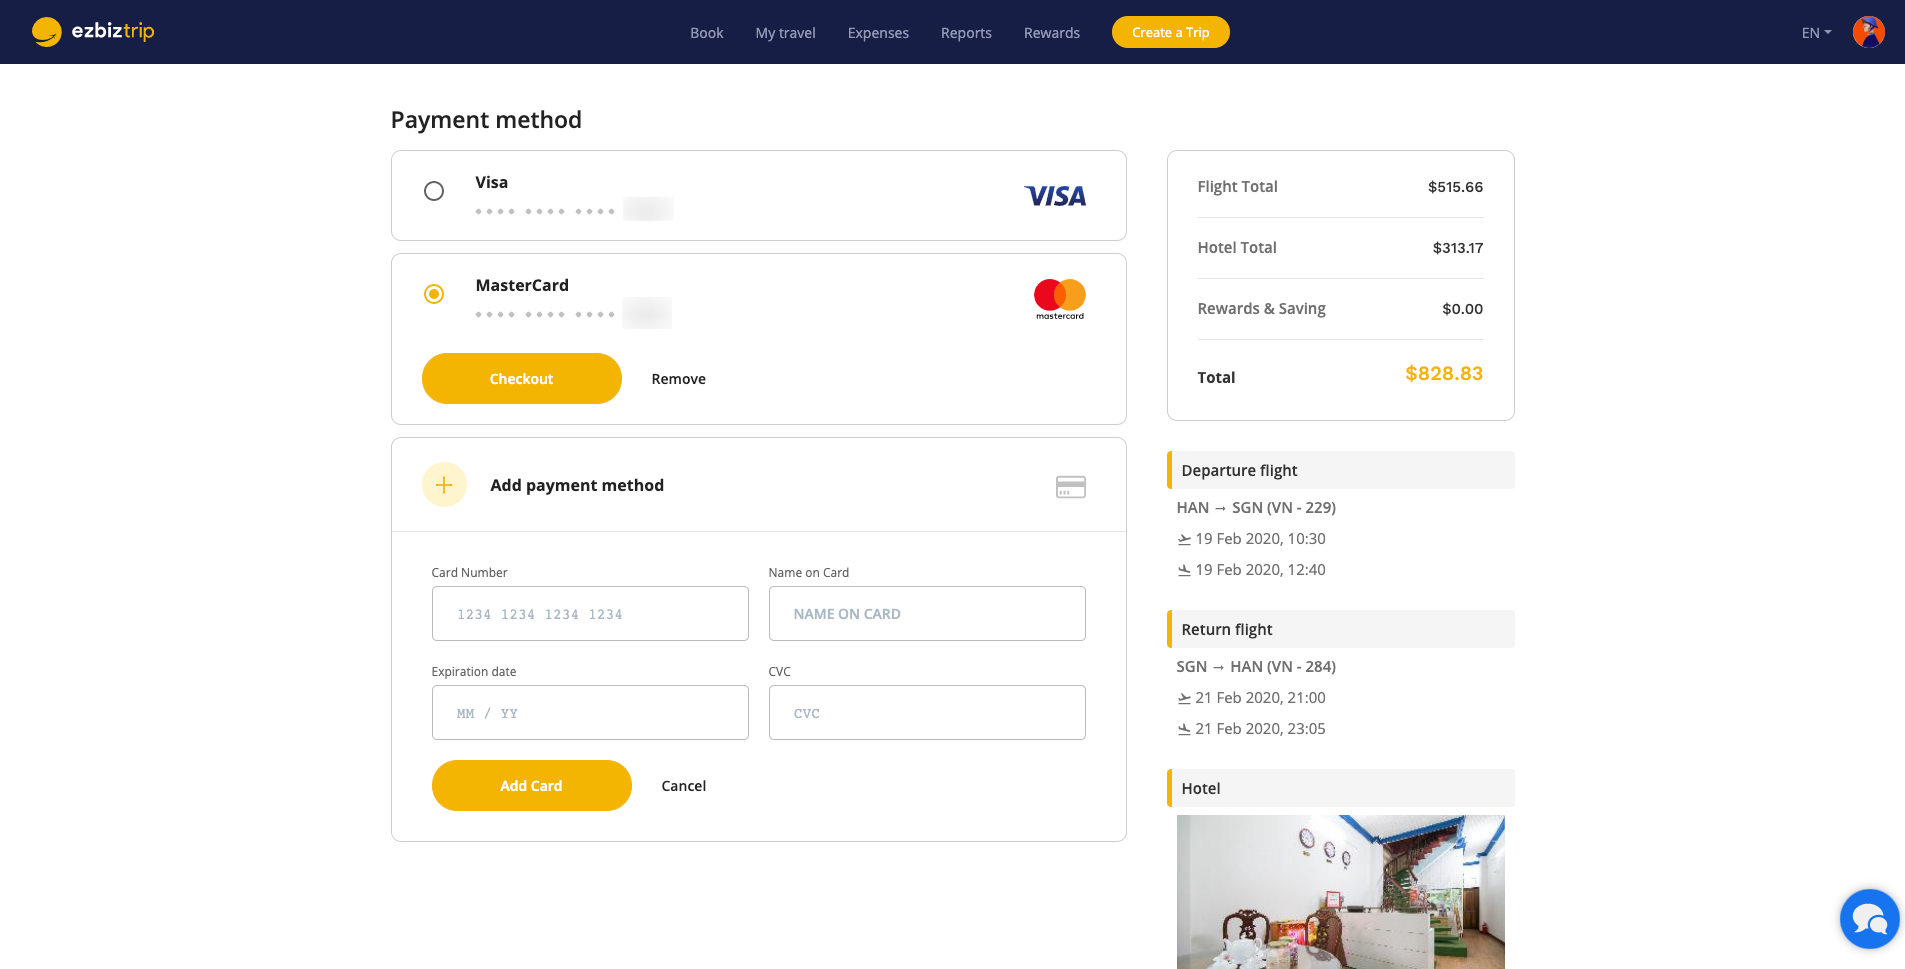 ezbiztrip
Book My travel Expenses Reports Rewards Create a Trip
EN
Payment method
Visa
VISA
MasterCard
mastercard
Checkout Remove
Add payment method
Card Number Name on Card
1234 1234 1234 1234 NAME ON CARD
Expiration date CVC
MM / YY CVC
Add Card Cancel
Flight Total $515.66
Hotel Total $313.17
Rewards & Saving $0.00
Total $828.83
Departure flight
HAN → SGN (VN - 229)
19 Feb 2020, 10:30
19 Feb 2020, 12:40
Return flight
SGN → HAN (VN - 284)
21 Feb 2020, 21:00
21 Feb 2020, 23:05
Hotel